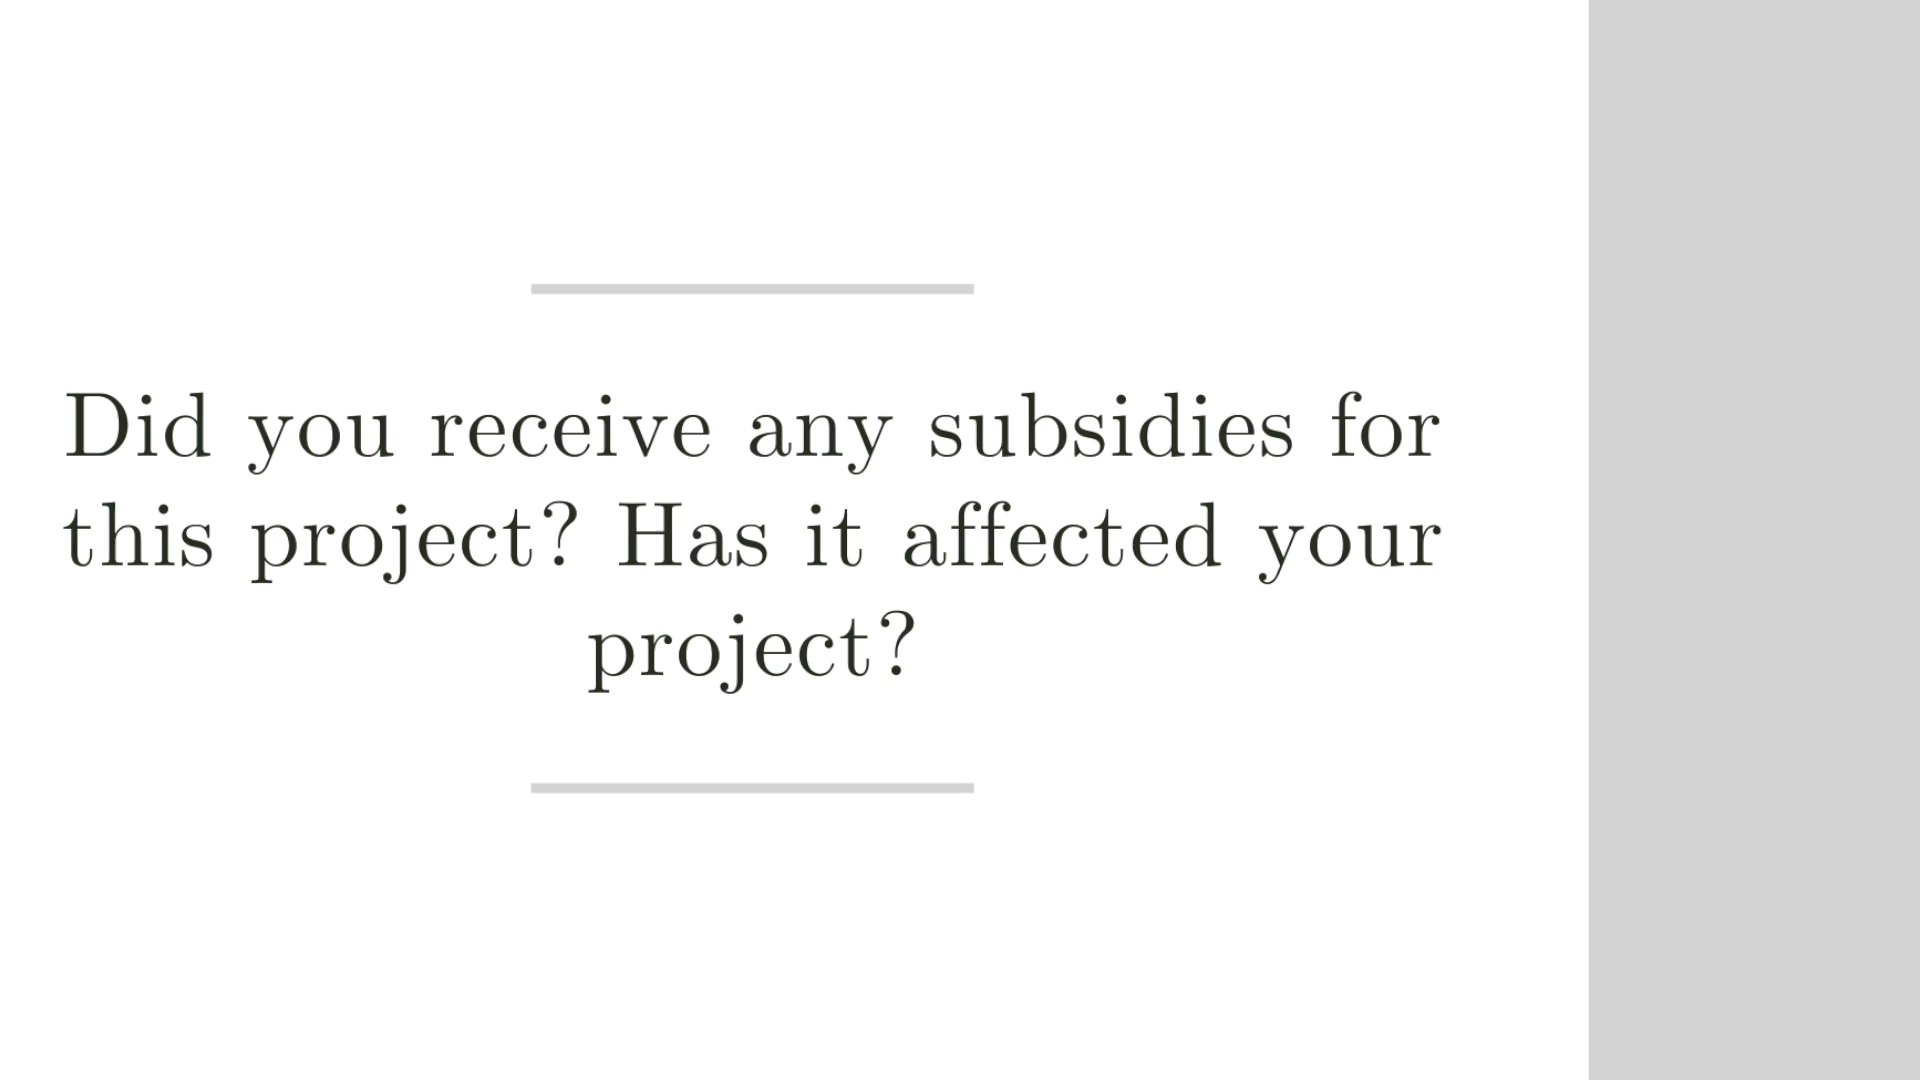 Did you receive any subsidies for
this project? Has it affected your
project?